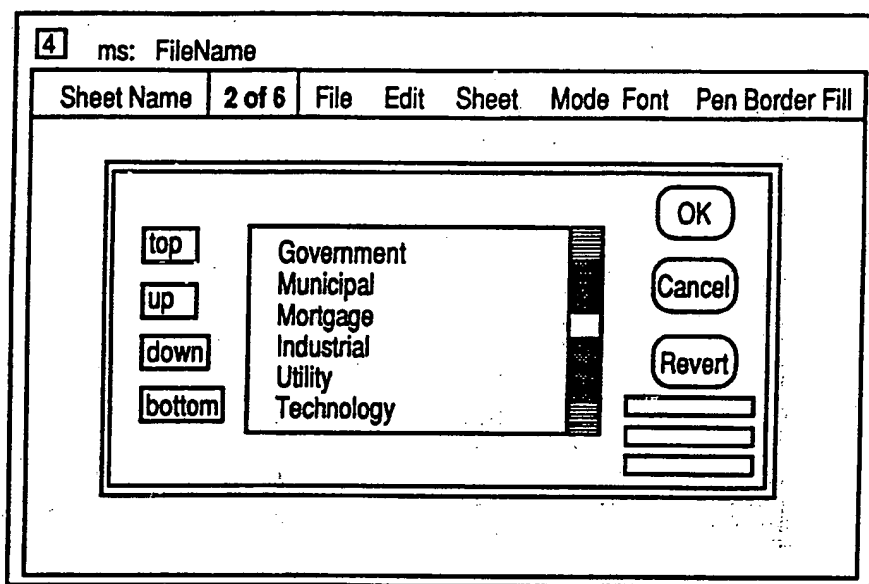 4 ms: FileName
Sheet Name 2 of 6 File Edit Sheet Mode Font Pen Border Fill
top
up
down
bottom
Government
Municipal
Mortgage
Industrial
Utility
Technology
OK
Cancel
Revert